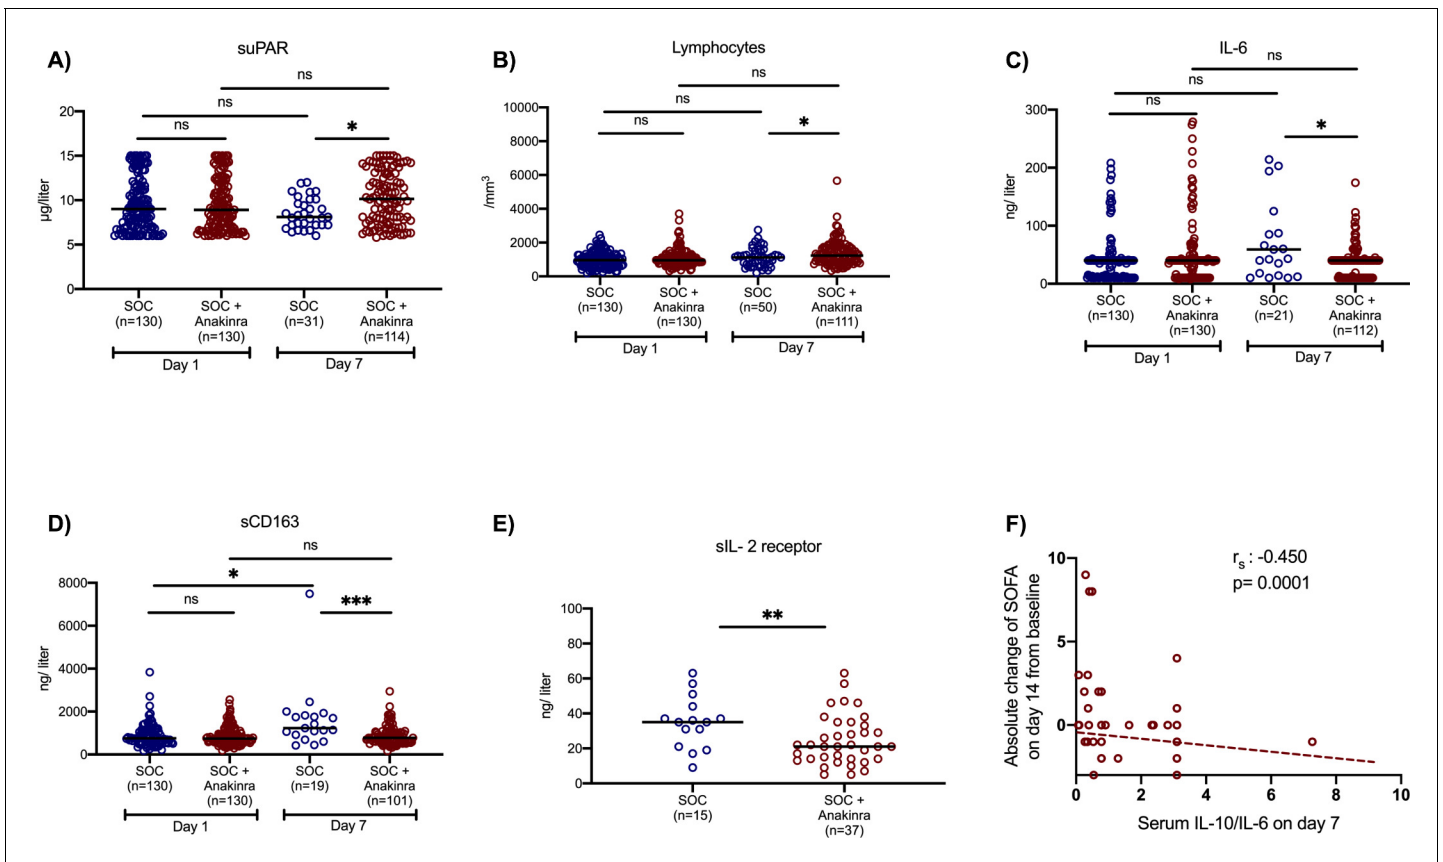 A)
suPAR
ns
ns
ns
*
20
15
10
5
0
µg/liter
SOC
(n=130)
SOC +
Anakinra
(n=130)
SOC
(n=31)
SOC +
Anakinra
(n=114)
Day 1
Day 7
B)
Lymphocytes
ns
ns
ns
*
10000
8000
6000
4000
2000
0
/mm3
SOC
(n=130)
SOC +
Anakinra
(n=130)
SOC
(n=50)
SOC +
Anakinra
(n=111)
Day 1
Day 7
C)
IL-6
ns
ns
ns
*
300
200
100
0
ng/liter
SOC
(n=130)
SOC +
Anakinra
(n=130)
SOC
(n=21)
SOC +
Anakinra
(n=112)
Day 1
Day 7
D)
sCD163
ns
*
ns
***
8000
6000
4000
2000
0
ng/ liter
SOC
(n=130)
SOC +
Anakinra
(n=130)
SOC
(n=19)
SOC +
Anakinra
(n=101)
Day 1
Day 7
E)
sIL- 2 receptor
**
100
80
60
40
20
0
ng/ liter
SOC
(n=15)
SOC +
Anakinra
(n=37)
F)
rs : -0.450
p= 0.0001
10
5
0
Absolute change of SOFA
on day 14 from baseline
0
2
4
6
8
10
Serum IL-10/IL-6 on day 7